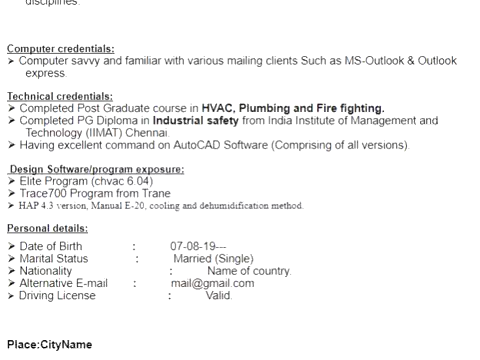 disciplines.
Computer credentials:
➢ Computer savvy and familiar with various mailing clients Such as MS-Outlook & Outlook
express.
Technical credentials:
➢ Completed Post Graduate course in HVAC, Plumbing and Fire fighting.
➢ Completed PG Diploma in Industrial safety from India Institute of Management and
Technology (IIMAT) Chennai.
➢ Having excellent command on AutoCAD Software (Comprising of all versions).
Design Software/program exposure:
➢ Elite Program (chvac 6.04)
➢ Trace700 Program from Trane
➢ HAP 4.3 version, Manual E-20, cooling and dehumidification method.
Personal details:
➢ Date of Birth : 07-08-19---
➢ Marital Status : Married (Single)
➢ Nationality : Name of country.
➢ Alternative E-mail : mail@gmail.com
➢ Driving License : Valid.
Place:CityName